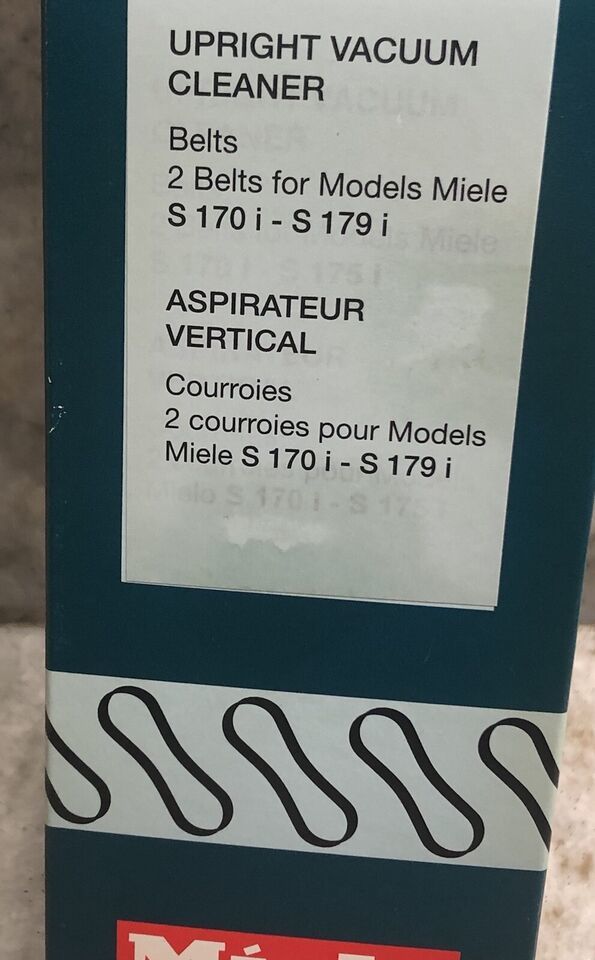 UPRIGHT VACUUM
CLEANER
Belts
2 Belts for Models Miele
S 170 i - S 179 i
ASPIRATEUR
VERTICAL
Courroies
2 courroies pour Models
Miele S 170 i - S 179 i